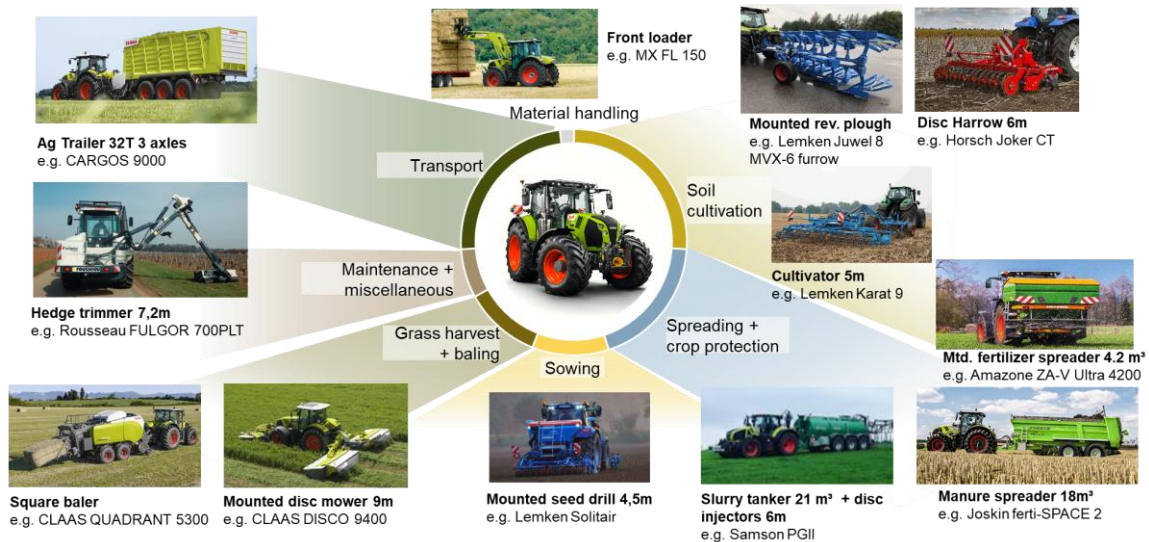 Front loader
e.g. MX FL 150
Material handling
Ag Trailer 32T 3 axles
e.g. CARGOS 9000
Transport
Mounted rev. plough
e.g. Lemken Juwel 8
MVX-6 furrow
Disc Harrow 6m
e.g. Horsch Joker CT
Soil
cultivation
Cultivator 5m
e.g. Lemken Karat 9
Maintenance +
miscellaneous
Hedge trimmer 7,2m
e.g. Rousseau FULGOR 700PLT
Grass harvest
+ baling
Spreading +
crop protection
Mtd. fertilizer spreader 4.2 m³
e.g. Amazone ZA-V Ultra 4200
Sowing
Square baler
e.g. CLAAS QUADRANT 5300
Mounted disc mower 9m
e.g. CLAAS DISCO 9400
Mounted seed drill 4,5m
e.g. Lemken Solitair
Slurry tanker 21 m³ + disc
injectors 6m
e.g. Samson PGII
Manure spreader 18m³
e.g. Joskin ferti-SPACE 2